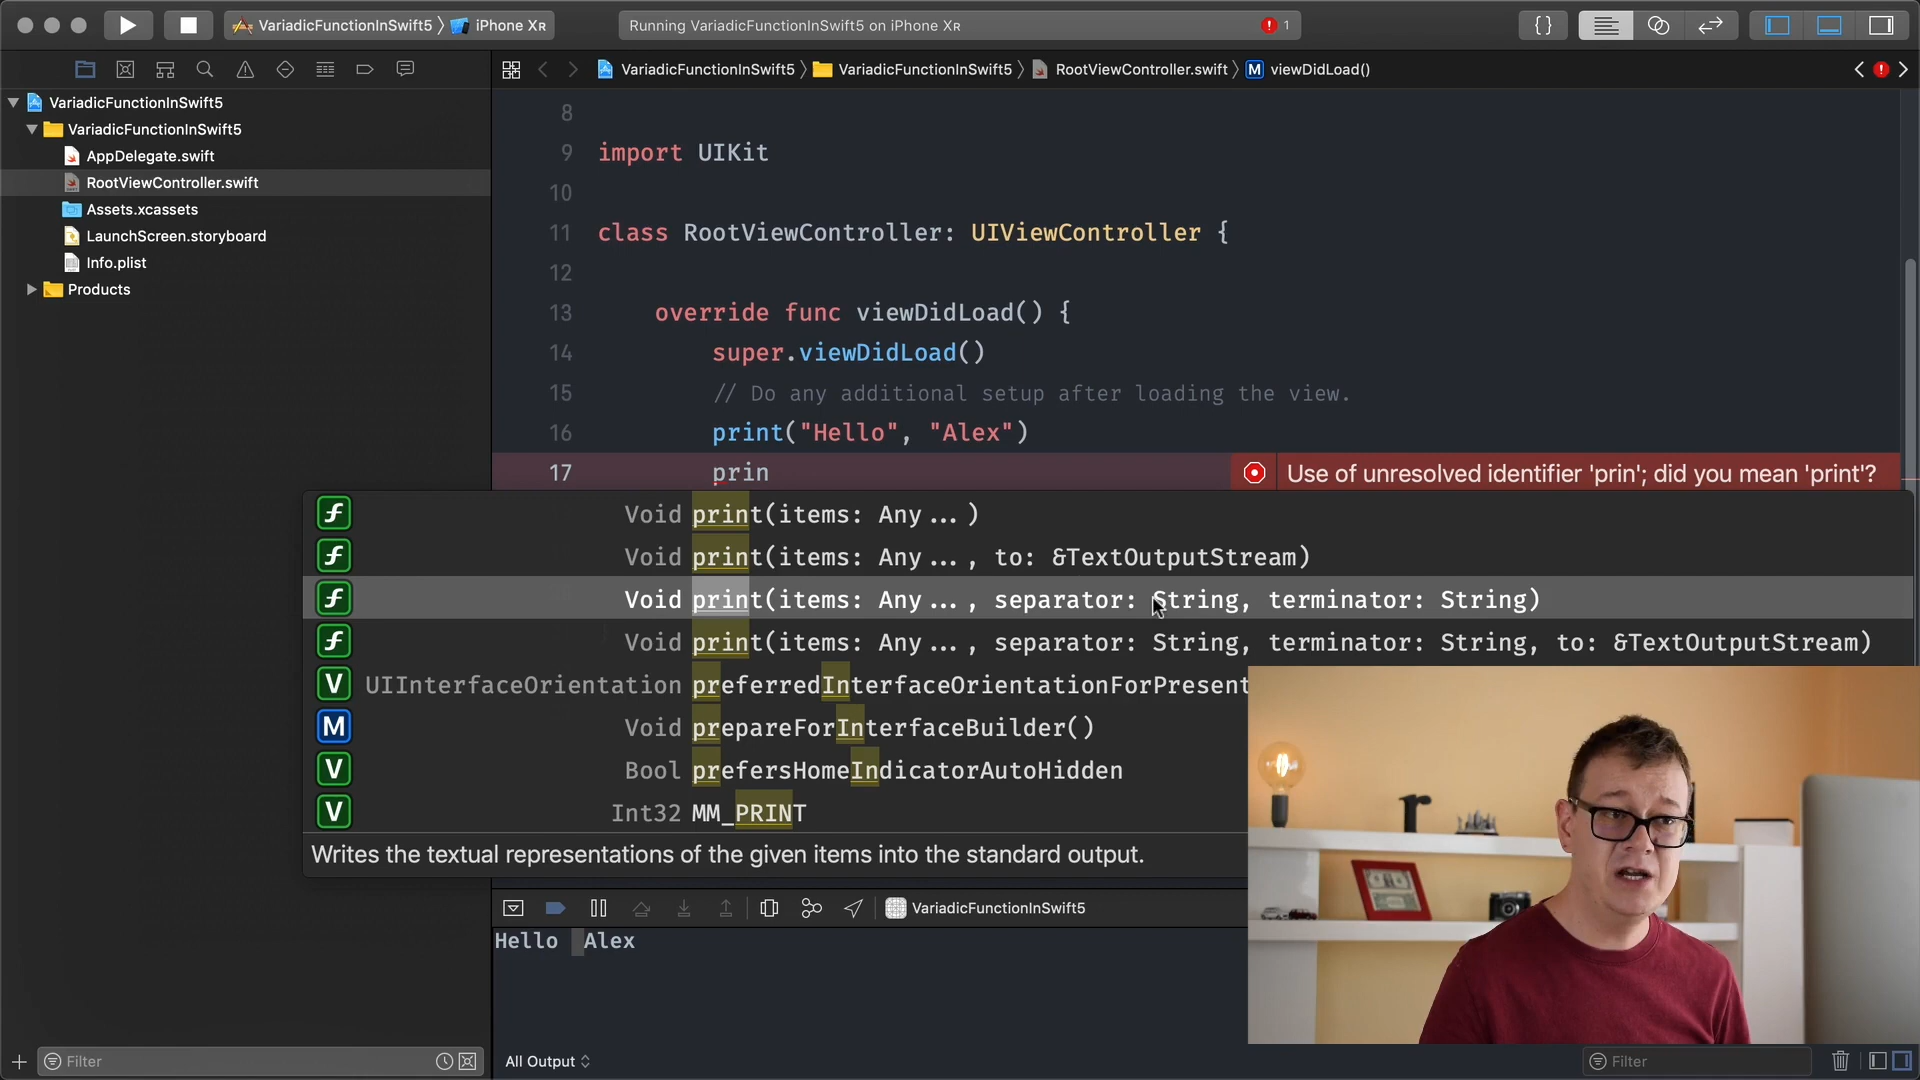 VariadicFunctionInSwift5 〉 iPhone XR
Running VariadicFunctionInSwift5 on iPhone XR
1
{}
VariadicFunctionInSwift5 〉 VariadicFunctionInSwift5 〉 RootViewController.swift 〉 M viewDidLoad()
VariadicFunctionInSwift5
VariadicFunctionInSwift5
AppDelegate.swift
RootViewController.swift
Assets.xcassets
LaunchScreen.storyboard
Info.plist
Products
8
9 import UIKit
10
11 class RootViewController: UIViewController {
12
13 override func viewDidLoad() {
14 super.viewDidLoad()
15 // Do any additional setup after loading the view.
16 print("Hello", "Alex")
17 prin
Use of unresolved identifier 'prin'; did you mean 'print'?
f Void print(items: Any...)
f Void print(items: Any..., to: &TextOutputStream)
f Void print(items: Any..., separator: String, terminator: String)
f Void print(items: Any..., separator: String, terminator: String, to: &TextOutputStream)
V UIInterfaceOrientation preferredInterfaceOrientationForPresent
M Void prepareForInterfaceBuilder()
V Bool prefersHomeIndicatorAutoHidden
V Int32 MM_PRINT
Writes the textual representations of the given items into the standard output.
VariadicFunctionInSwift5
Hello Alex
Filter
All Output
Filter